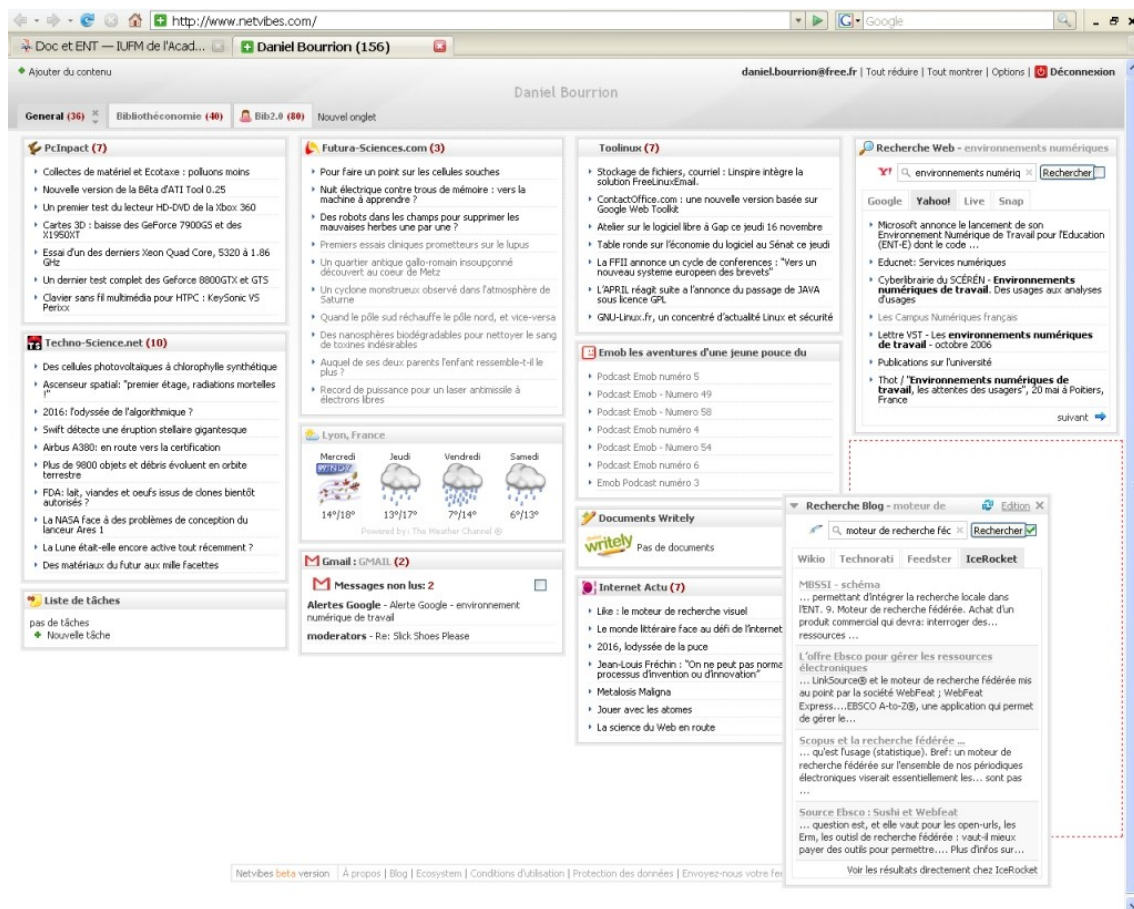 http://www.netvibes.com/
Google
Doc et ENT — IUFM de l'Acad...
Daniel Bourrion (156)
Ajouter du contenu
daniel.bourrion@free.fr | Tout réduire | Tout montrer | Options | Déconnexion
Daniel Bourrion
General (36)
Bibliothéconomie (40)
Bib2.0 (80)
Nouvel onglet
PcInpact (7)
Collectes de matériel et Ecotaxe : polluons moins
Nouvelle version de la Bêta d'ATI Tool 0.25
Un premier test du lecteur HD-DVD de la Xbox 360
Cartes 3D : baisse des GeForce 7900GS et des
X1950XT
Essai d'un des derniers Xeon Quad Core, 5320 à 1.86
GHz
Un dernier test complet des Geforce 8800GTX et GTS
Clavier sans fil multimédia pour HTPC : KeySonic VS
Perixx
Techno-Science.net (10)
Des cellules photovoltaïques à chlorophylle synthétique
Ascenseur spatial: "premier étage, radiations mortelles
!"
2016: l'odyssée de l'algorithmique ?
Swift détecte une éruption stellaire gigantesque
Airbus A380: en route vers la certification
Plus de 9800 objets et débris évoluent en orbite
terrestre
FDA: lait, viandes et oeufs issus de clones bientôt
autorisés ?
La NASA face à des problèmes de conception du
lanceur Ares 1
La Lune était-elle encore active tout récemment ?
Des matériaux du futur aux mille facettes
Liste de tâches
pas de tâches
Nouvelle tâche
Futura-Sciences.com (3)
Pour faire un point sur les cellules souches
Nuit électrique contre trous de mémoire : vers la
machine à apprendre ?
Des robots dans les champs pour supprimer les
mauvaises herbes une par une ?
Premiers essais cliniques prometteurs sur le lupus
Un quartier antique gallo-romain insoupçonné
découvert au coeur de Metz
Un cyclone monstrueux observé dans l'atmosphère de
Saturne
Quand le pôle sud réchauffe le pôle nord, et vice-versa
Des nanosphères biodégradables pour nettoyer le sang
de toxines indésirables
Auquel de ses deux parents l'enfant ressemble-t-il le
plus ?
Record de puissance pour un laser antimissile à
électrons libres
Lyon, France
Mercredi Jeudi Vendredi Samedi
WINDY
14°/18° 13°/17° 7°/14° 6°/13°
Powered by : The Weather Channel ®
Gmail : GMAIL (2)
Messages non lus: 2
Alertes Google - Alerte Google - environnement
numérique de travail
moderators - Re: Slick Shoes Please
Toolinux (7)
Stockage de fichiers, courriel : Linspire intègre la
solution FreeLinuxEmail.
ContactOffice.com : une nouvelle version basée sur
Google Web Toolkit
Atelier sur le logiciel libre à Gap ce jeudi 16 novembre
Table ronde sur l'économie du logiciel au Sénat ce jeudi
La FFII annonce un cycle de conferences : "Vers un
nouveau systeme europeen des brevets"
L'APRIL réagit suite a l'annonce du passage de JAVA
sous licence GPL
GNU-Linux.fr, un concentré d'actualité Linux et sécurité
Emob les aventures d'une jeune pouce du
Podcast Emob numéro 5
Podcast Emob - Numero 49
Podcast Emob - Numero 58
Podcast Emob numéro 4
Podcast Emob - Numero 54
Podcast Emob numéro 6
Emob Podcast numéro 3
Documents Writely
writely Pas de documents
Internet Actu (7)
Like : le moteur de recherche visuel
Le monde littéraire face au défi de l'internet
2016, lodyssée de la puce
Jean-Louis Fréchin : "On ne peut pas norma
processus d'invention ou d'innovation"
Metalosis Maligna
Jouer avec les atomes
La science du Web en route
Recherche Web - environnements numériques
Y! environnements numériq Rechercher
Google Yahoo! Live Snap
Microsoft annonce le lancement de son
Environnement Numérique de Travail pour l'Education
(ENT-E) dont le code ...
Educnet: Services numériques
Cyberlibrairie du SCÉRÉN - Environnements
numériques de travail. Des usages aux analyses
d'usages
Les Campus Numériques français
Lettre VST - Les environnements numériques
de travail - octobre 2006
Publications sur l'université
Thot / "Environnements numériques de
travail, les attentes des usagers", 20 mai à Poitiers,
France
suivant
Recherche Blog - moteur de
Edition
moteur de recherche féc Rechercher
Wikio Technorati Feedster IceRocket
MBSSI - schéma
... permettant d'intégrer la recherche locale dans
l'ENT. 9. Moteur de recherche fédérée. Achat d'un
produit commercial qui devra: interroger des...
ressources ...
L'offre Ebsco pour gérer les ressources
électroniques
... LinkSource® et le moteur de recherche fédérée mis
au point par la société WebFeat ; WebFeat
Express....EBSCO A-to-Z®, une application qui permet
de gérer le...
Scopus et la recherche fédérée ...
... qu'est l'usage (statistique). Bref: un moteur de
recherche fédérée sur l'ensemble de nos périodiques
électroniques viserait essentiellement les... sont pas
...
Source Ebsco : Sushi et Webfeat
... question est, et elle vaut pour les open-urls, les
Erm, les outisl de recherche fédérée : vaut-il mieux
payer des outils pour permettre.... Plus d'infos sur...
Voir les résultats directement chez IceRocket
Netvibes beta version | À propos | Blog | Ecosystem | Conditions d'utilisation | Protection des données | Envoyez-nous votre fe